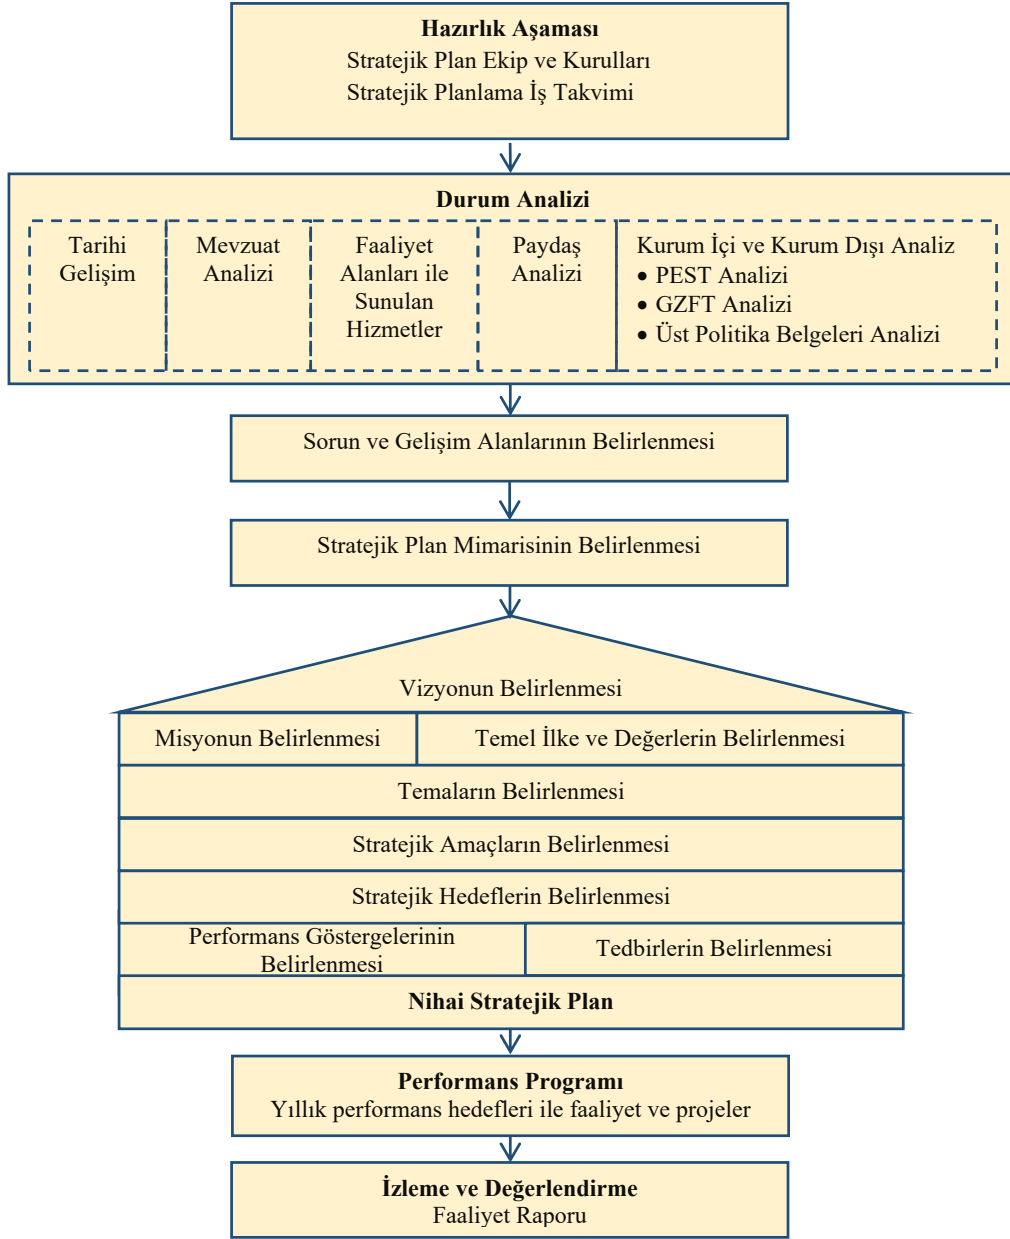 Hazırlık Aşaması
Stratejik Plan Ekip ve Kurulları
Stratejik Planlama İş Takvimi
Durum Analizi
Tarihi
Gelişim
Mevzuat
Analizi
Faaliyet
Alanları ile
Sunulan
Hizmetler
Paydaş
Analizi
Kurum İçi ve Kurum Dışı Analiz
• PEST Analizi
• GZFT Analizi
• Üst Politika Belgeleri Analizi
Sorun ve Gelişim Alanlarının Belirlenmesi
Stratejik Plan Mimarisinin Belirlenmesi
Vizyonun Belirlenmesi
Misyonun Belirlenmesi
Temel İlke ve Değerlerin Belirlenmesi
Temaların Belirlenmesi
Stratejik Amaçların Belirlenmesi
Stratejik Hedeflerin Belirlenmesi
Performans Göstergelerinin
Belirlenmesi
Tedbirlerin Belirlenmesi
Nihai Stratejik Plan
Performans Programı
Yıllık performans hedefleri ile faaliyet ve projeler
İzleme ve Değerlendirme
Faaliyet Raporu